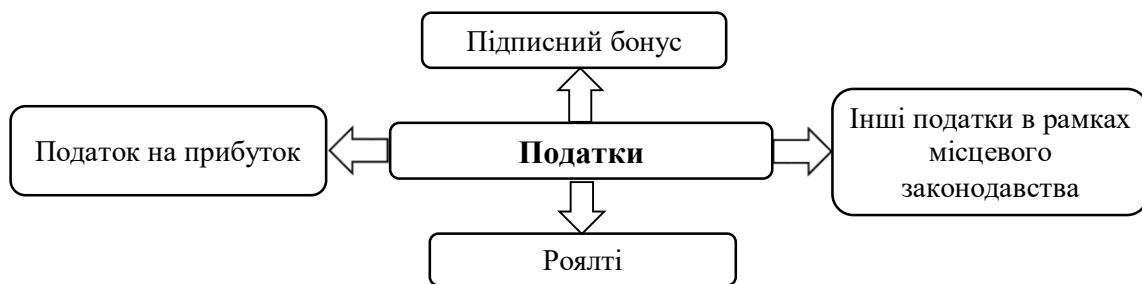 Підписний бонус
Податок на прибуток
Податки
Інші податки в рамках
місцевого
законодавства
Роялті